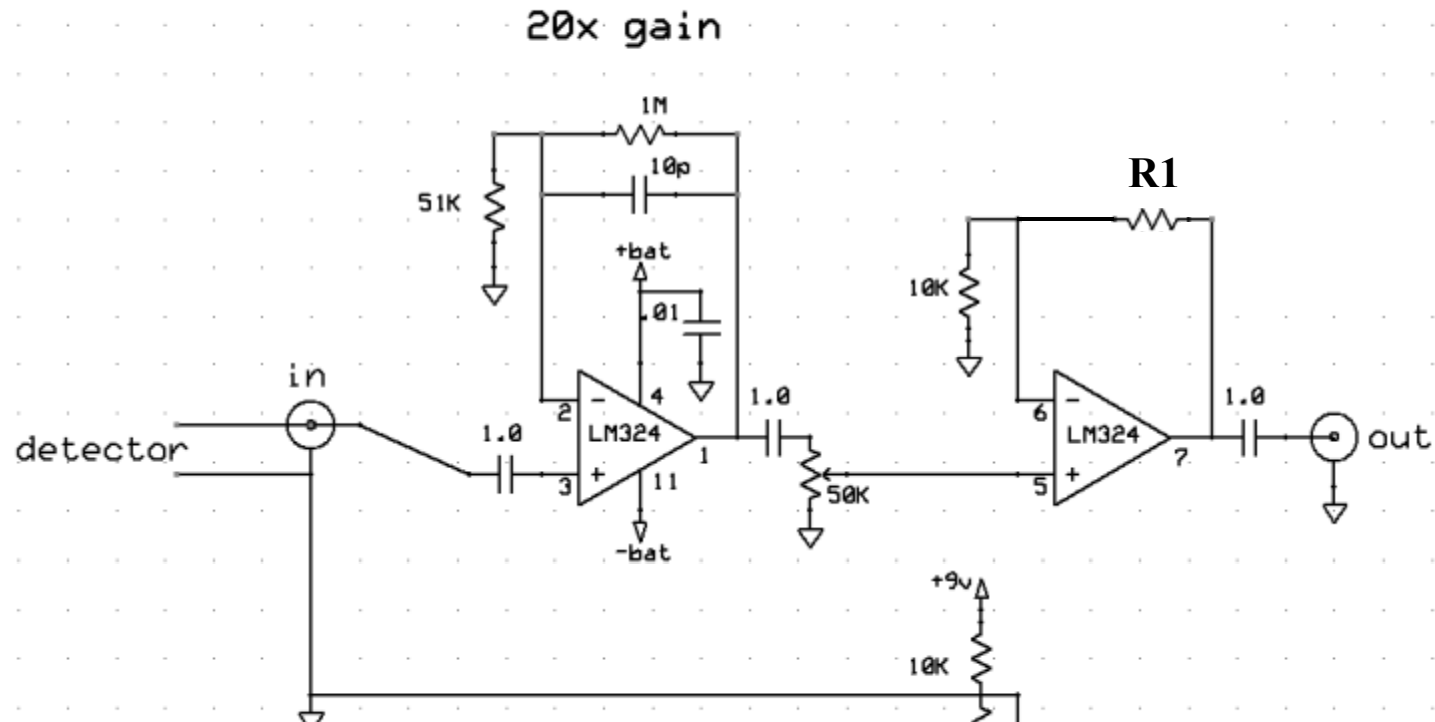 20x gain
1M
10p
R1
51K
+bat
.01
10K
in
4
2
-
LM324
1.0
1
1.0
3
+
11
-bat
detector
50K
6
-
LM324
7
5
+
1.0
out
+9v
10K